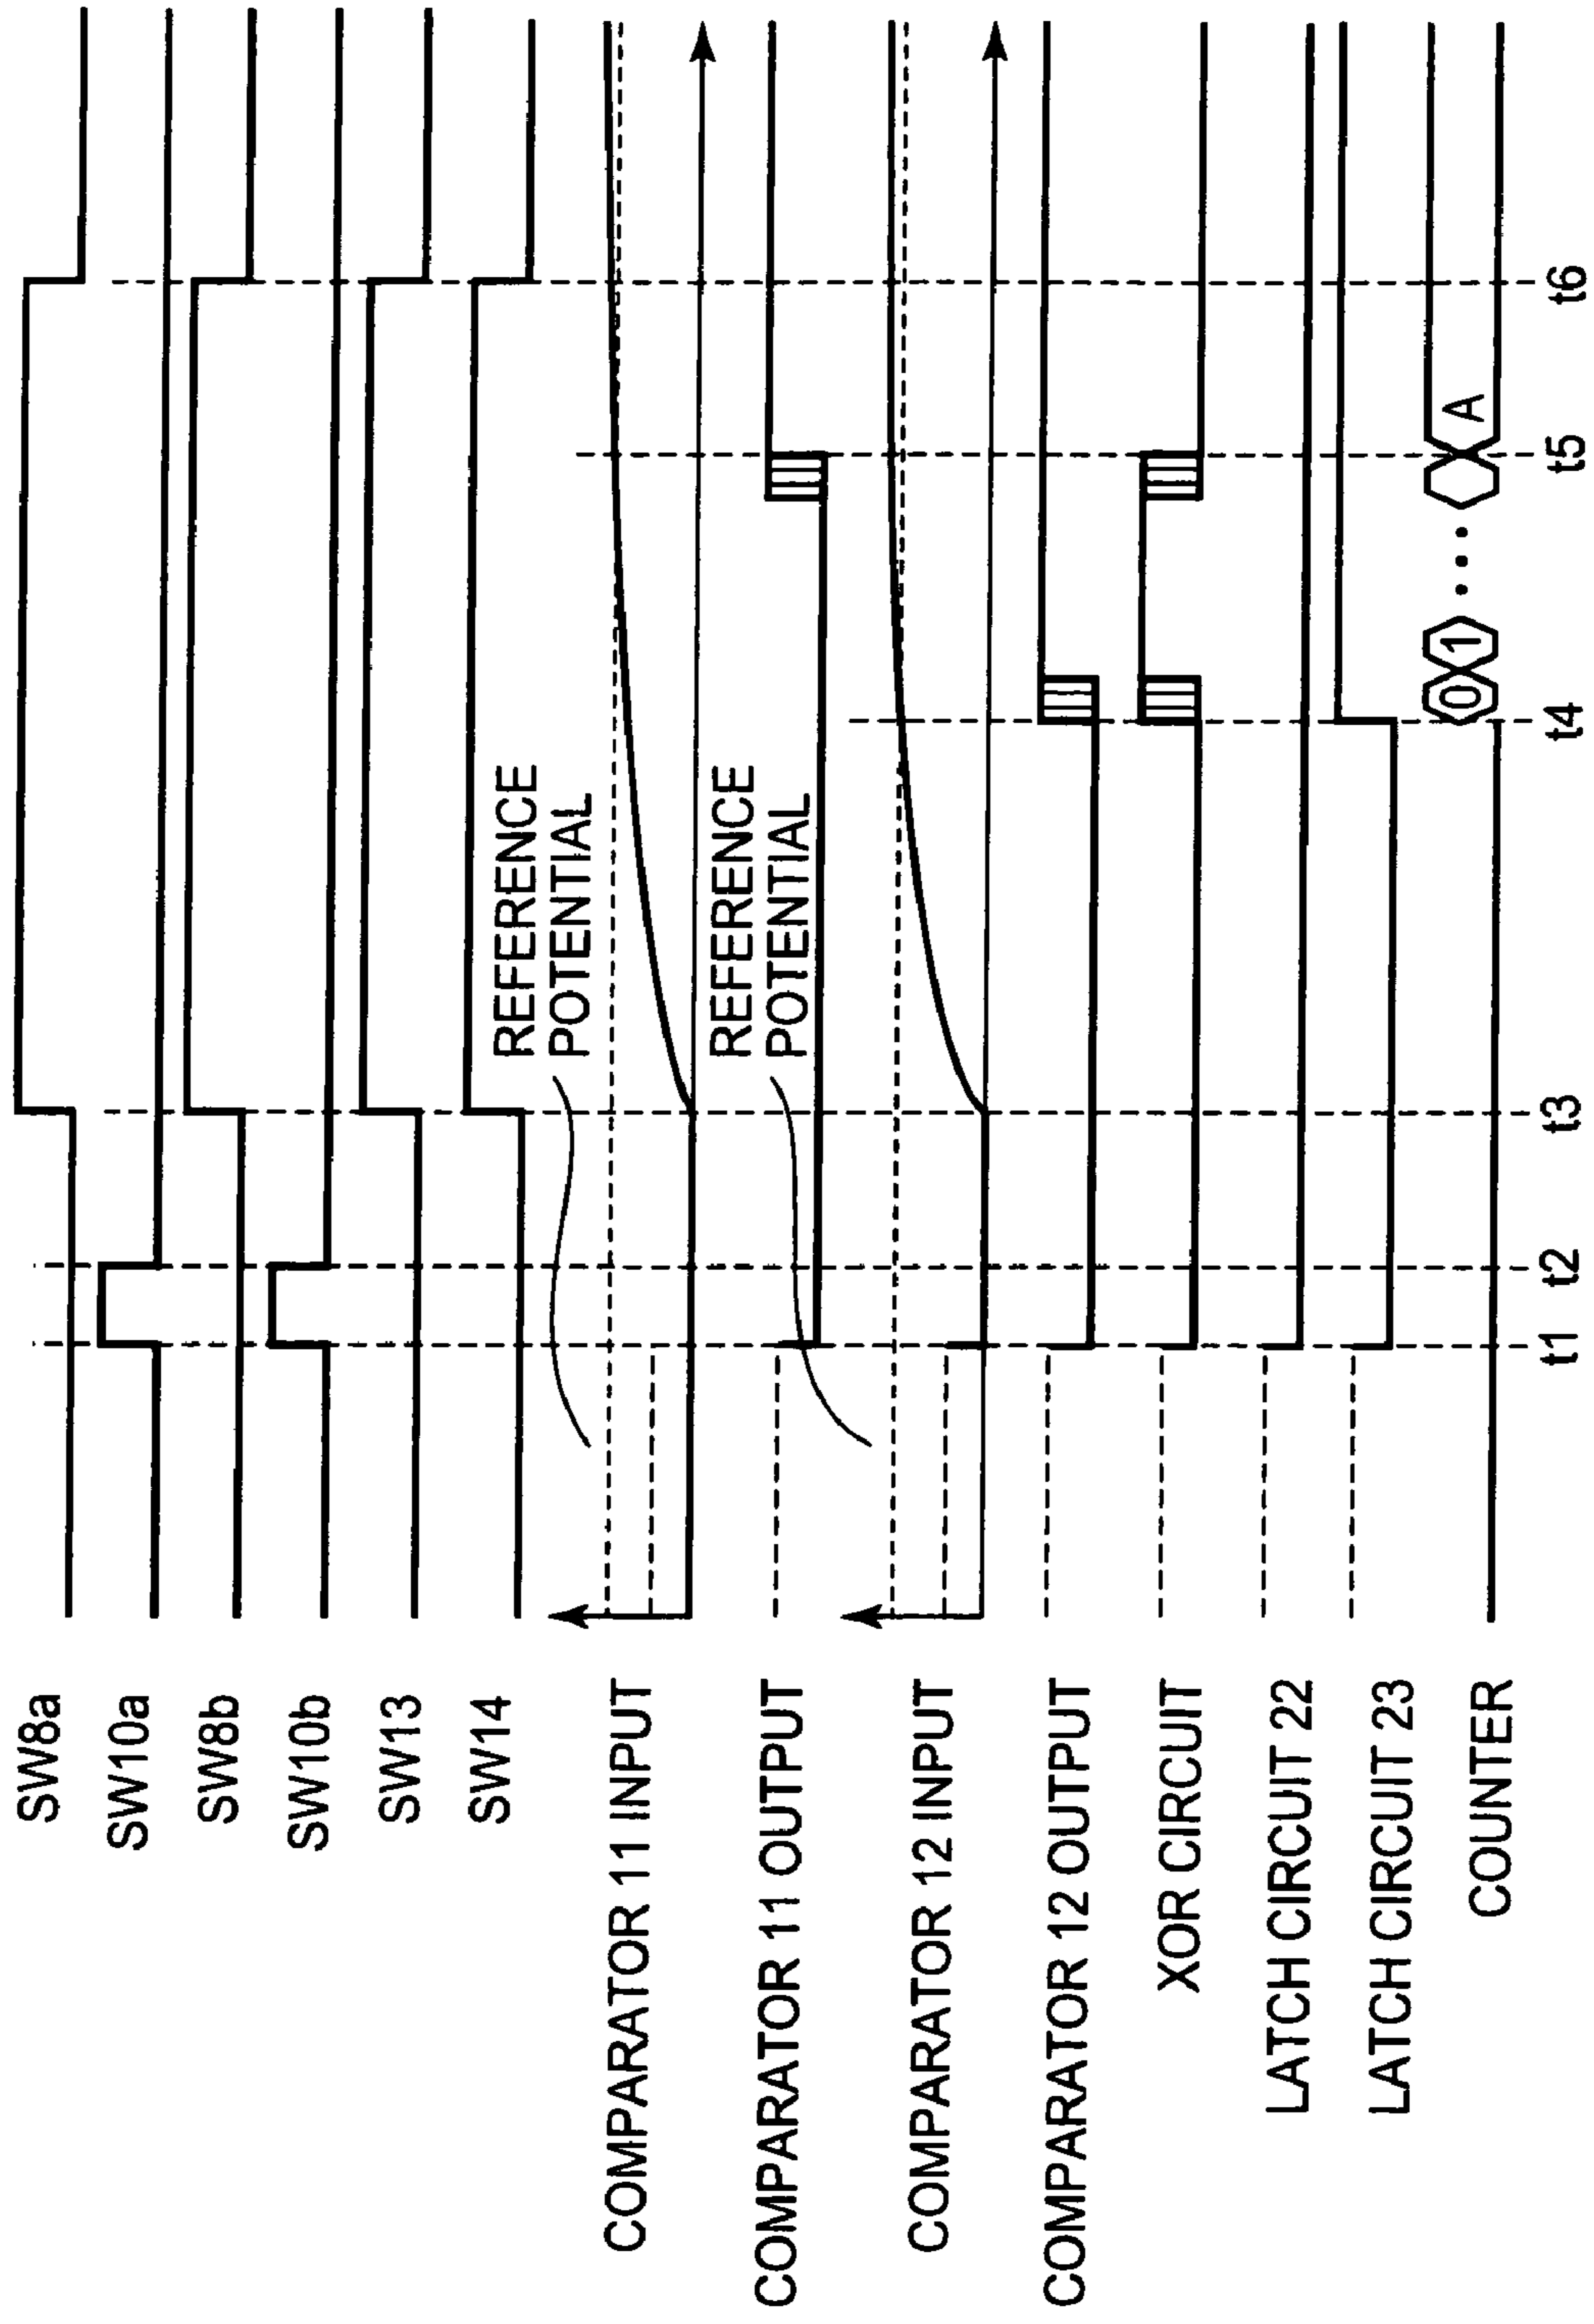 SW8a
SW10a
SW8b
SW10b
SW13
SW14
REFERENCE
POTENTIAL
COMPARATOR 11 INPUT
REFERENCE
POTENTIAL
COMPARATOR 11 OUTPUT
COMPARATOR 12 INPUT
COMPARATOR 12 OUTPUT
XOR CIRCUIT
LATCH CIRCUIT 22
LATCH CIRCUIT 23
COUNTER
0 1 ••• A
t1 t2 t3 t4 t5 t6